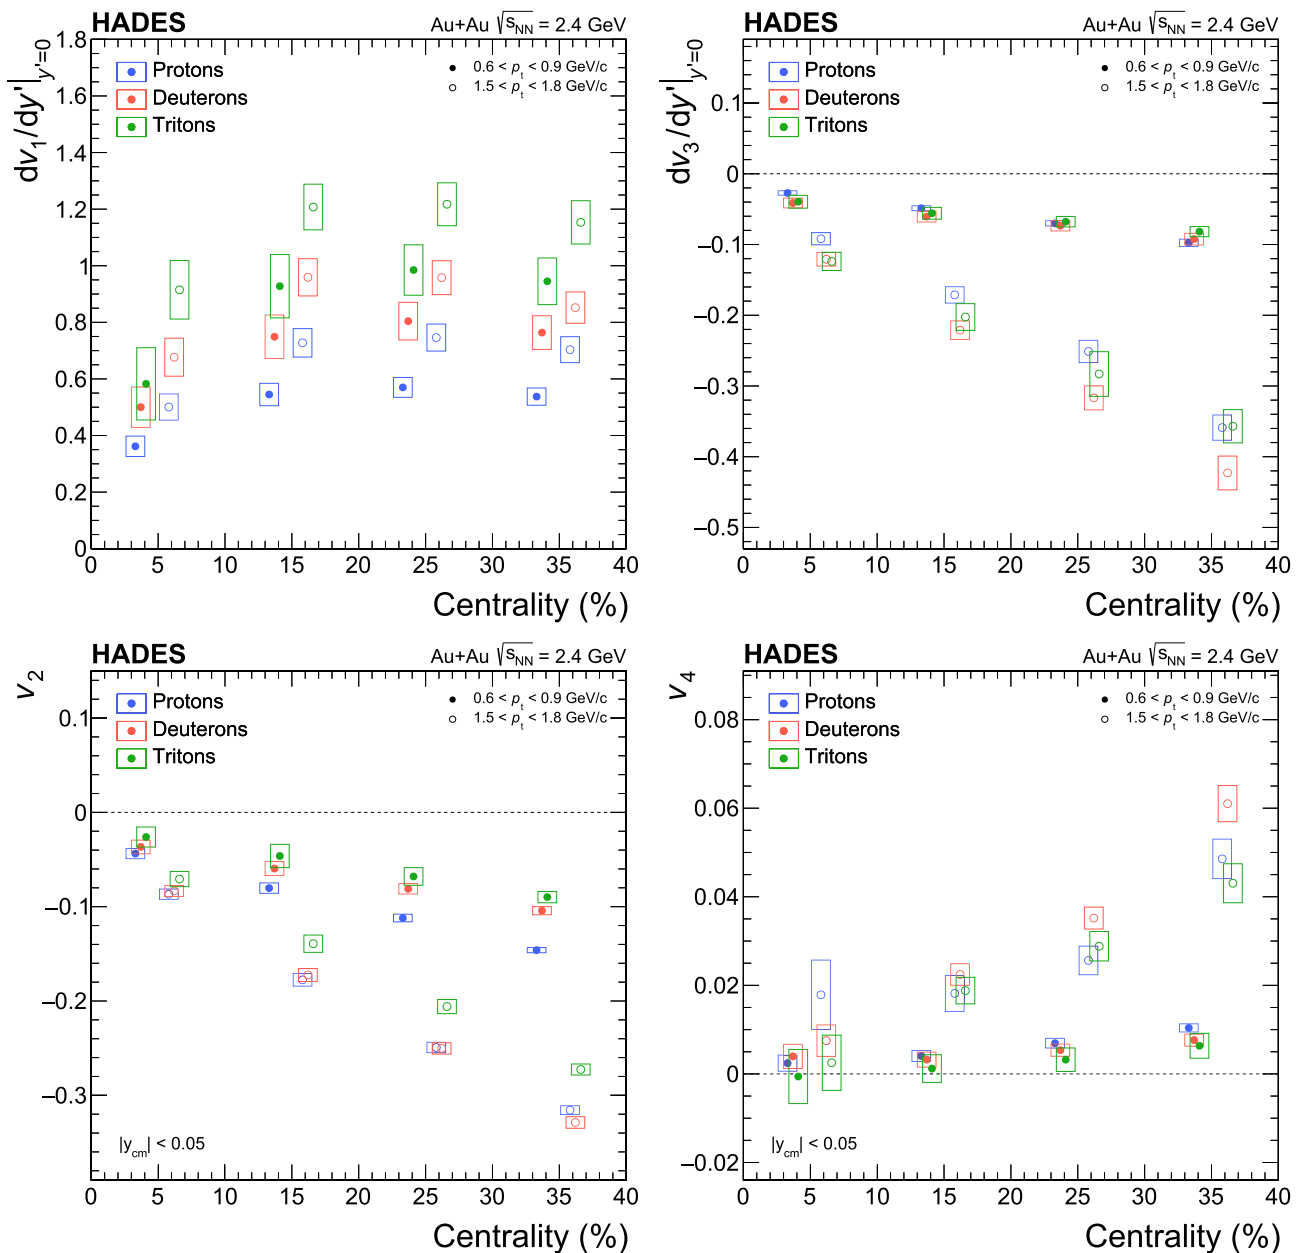 HADES Au+Au √sNN = 2.4 GeV
dv1/dy'|y'=0
1.8
1.6
1.4
1.2
1
0.8
0.6
0.4
0.2
0
Protons
Deuterons
Tritons
0.6 < pt < 0.9 GeV/c
1.5 < pt < 1.8 GeV/c
0 5 10 15 20 25 30 35 40
Centrality (%)
HADES Au+Au √sNN = 2.4 GeV
dv3/dy'|y'=0
0.1
0
−0.1
−0.2
−0.3
−0.4
−0.5
Protons
Deuterons
Tritons
0.6 < pt < 0.9 GeV/c
1.5 < pt < 1.8 GeV/c
0 5 10 15 20 25 30 35 40
Centrality (%)
HADES Au+Au √sNN = 2.4 GeV
v2
0.1
0
−0.1
−0.2
−0.3
Protons
Deuterons
Tritons
0.6 < pt < 0.9 GeV/c
1.5 < pt < 1.8 GeV/c
|ycm| < 0.05
0 5 10 15 20 25 30 35 40
Centrality (%)
HADES Au+Au √sNN = 2.4 GeV
v4
0.08
0.06
0.04
0.02
0
−0.02
Protons
Deuterons
Tritons
0.6 < pt < 0.9 GeV/c
1.5 < pt < 1.8 GeV/c
|ycm| < 0.05
0 5 10 15 20 25 30 35 40
Centrality (%)